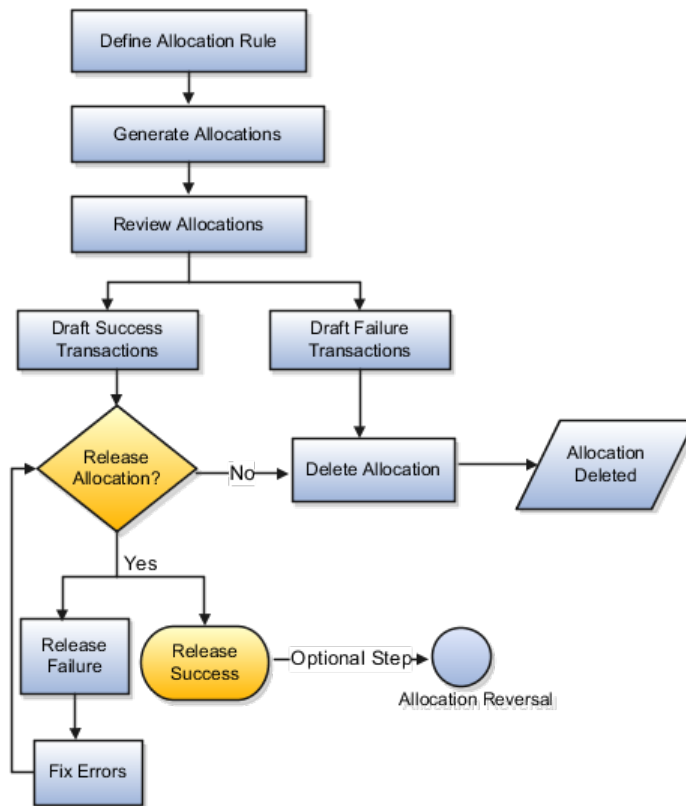 Define Allocation Rule
Generate Allocations
Review Allocations
Draft Success
Transactions
Draft Failure
Transactions
Release
Allocation?
No
Delete Allocation
Allocation
Deleted
Yes
Release
Failure
Release
Success
Optional Step
Allocation Reversal
Fix Errors